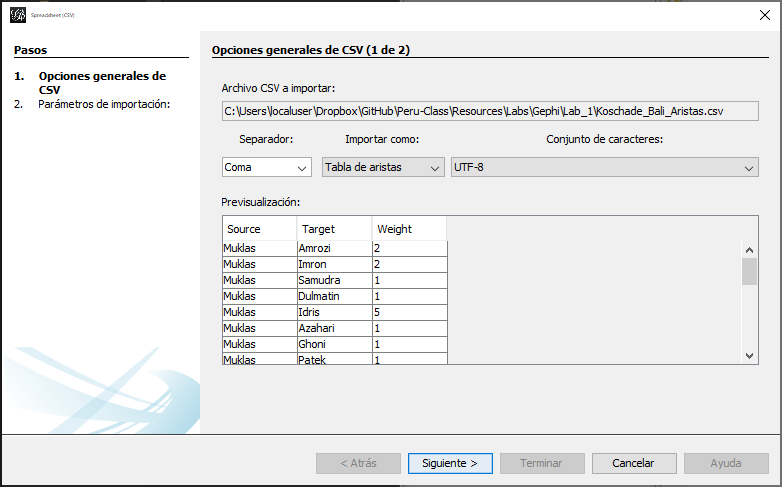 Spreadsheet (CSV)
Pasos
1. Opciones generales de CSV
2. Parámetros de importación:
Opciones generales de CSV (1 de 2)
Archivo CSV a importar:
C:\Users\localuser\Dropbox\GitHub\Peru-Class\Resources\Labs\Gephi\Lab_1\Koschade_Bali_Aristas.csv
Separador: Importar como: Conjunto de caracteres:
Coma Tabla de aristas UTF-8
Previsualización:
Source Target Weight
Muklas Amrozi 2
Muklas Imron 2
Muklas Samudra 1
Muklas Dulmatin 1
Muklas Idris 5
Muklas Azahari 1
Muklas Ghoni 1
Muklas Patek 1
< Atrás Siguiente > Terminar Cancelar Ayuda